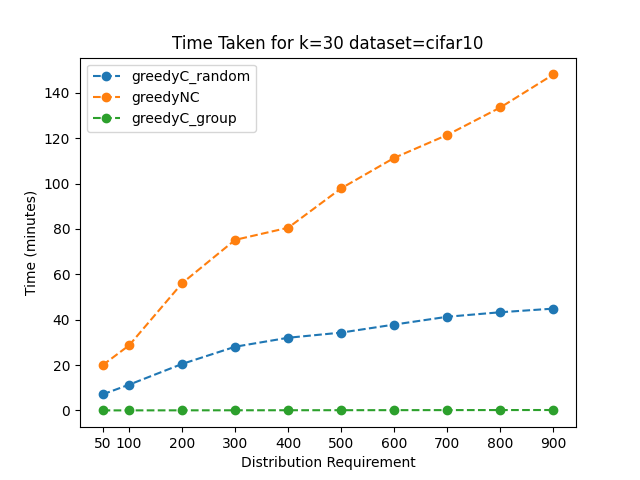 Time Taken for k=30 dataset=cifar10
greedyC_random
greedyNC
greedyC_group
Time (minutes)
140
120
100
80
60
40
20
0
50 100 200 300 400 500 600 700 800 900
Distribution Requirement